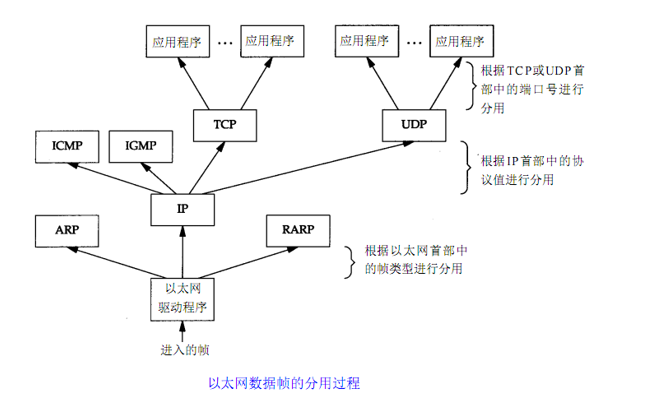 应用程序 … 应用程序 应用程序 … 应用程序
根据TCP或UDP首
部中的端口号进行
分用
TCP UDP
ICMP IGMP
根据IP首部中的协
议值进行分用
IP
ARP RARP
根据以太网首部中
的帧类型进行分用
以太网
驱动程序
进入的帧
以太网数据帧的分用过程